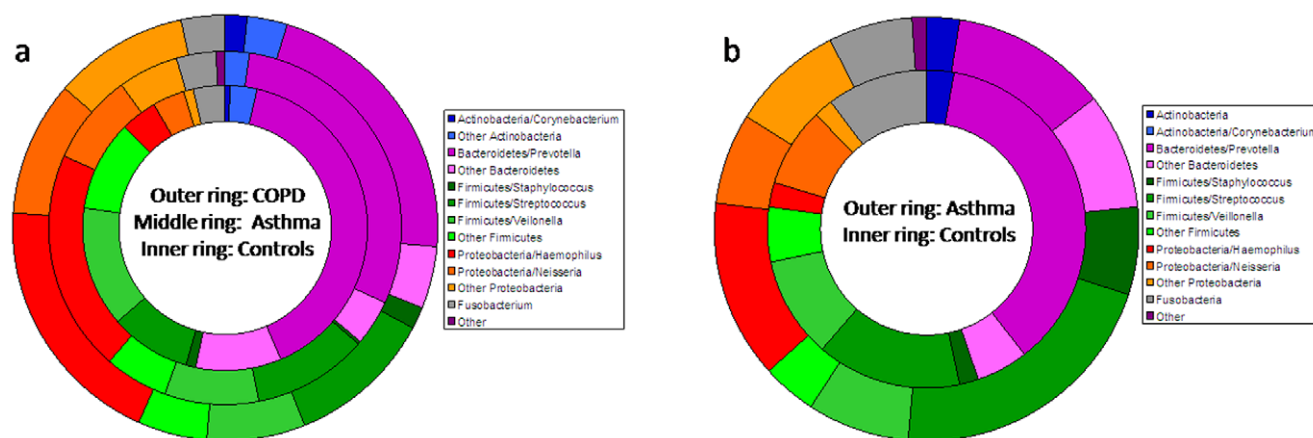 a
Outer ring: COPD
Middle ring: Asthma
Inner ring: Controls
Actinobacteria/Corynebacterium
Other Actinobacteria
Bacteroidetes/Prevotella
Other Bacteroidetes
Firmicutes/Staphylococcus
Firmicutes/Streptococcus
Firmicutes/Veilonella
Other Firmicutes
Proteobacteria/Haemophilus
Proteobacteria/Neisseria
Other Proteobacteria
Fusobacterium
Other
b
Outer ring: Asthma
Inner ring: Controls
Actinobacteria
Actinobacteria/Corynebacterium
Bacteroidetes/Prevotella
Other Bacteroidetes
Firmicutes/Staphylococcus
Firmicutes/Streptococcus
Firmicutes/Veillonella
Other Firmicutes
Proteobacteria/Haemophilus
Proteobacteria/Neisseria
Other Proteobacteria
Fusobacteria
Other